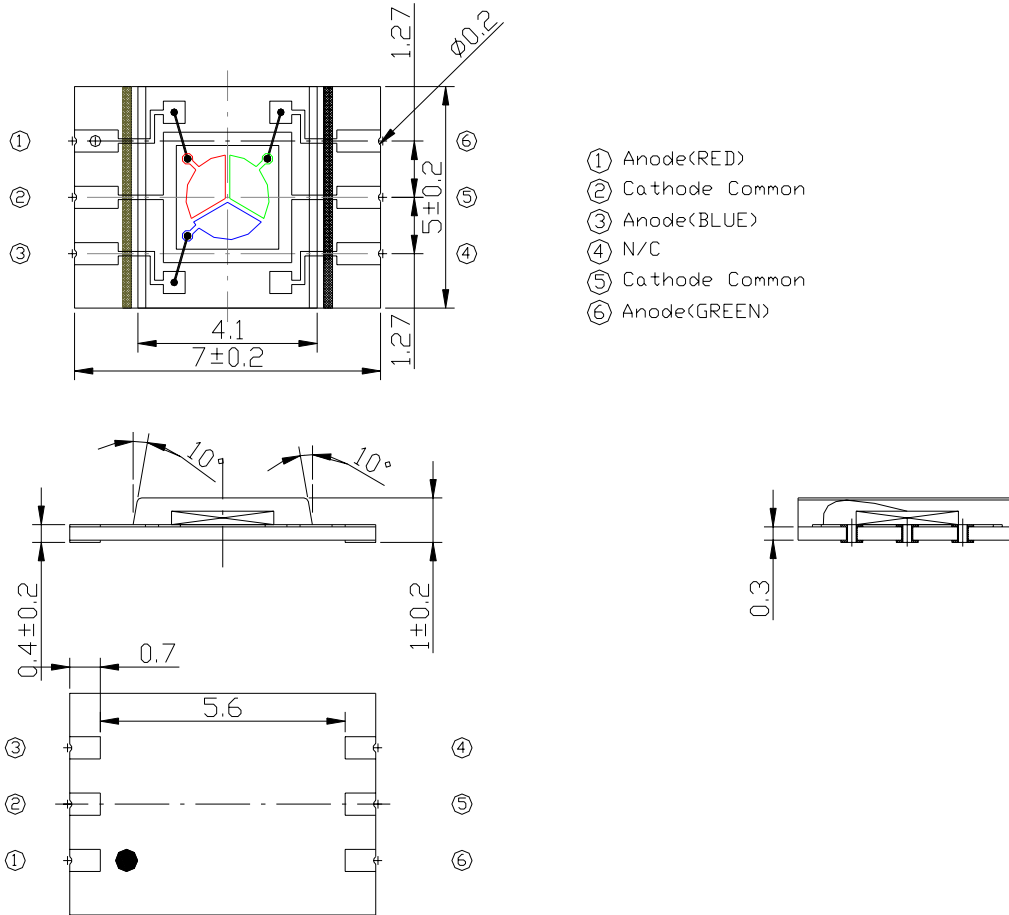 1.27
Ø0.2
① ⑥
② ⑤
③ ④
5±0.2
4.1
7±0.2
1.27
① Anode(RED)
② Cathode Common
③ Anode(BLUE)
④ N/C
⑤ Cathode Common
⑥ Anode(GREEN)
10°
10°
0.4±0.2
1±0.2
0.3
0.7
5.6
③ ④
② ⑤
① ⑥